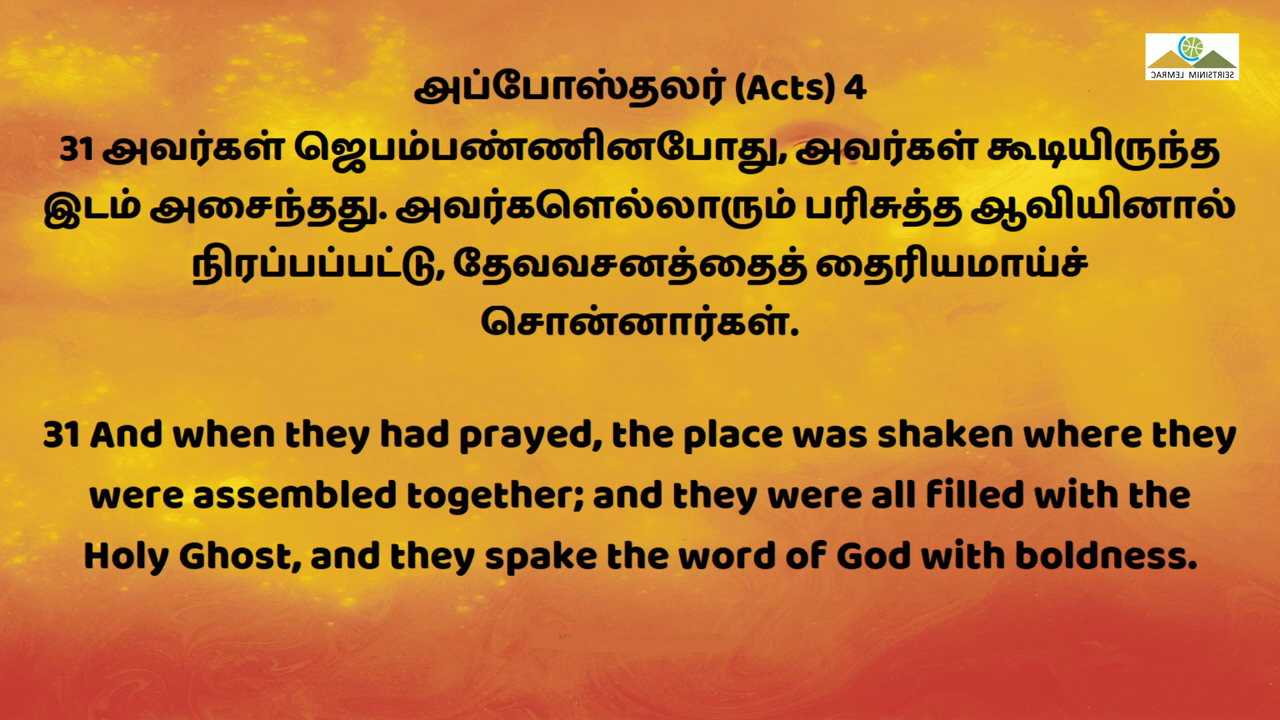 CARMEL MINISTRIES
அப்போஸ்தலர் (Acts) 4
31 அவர்கள் ஜெபம்பண்ணினபோது, அவர்கள் கூடியிருந்த
இடம் அசைந்தது. அவர்களெல்லாரும் பரிசுத்த ஆவியினால்
நிரப்பப்பட்டு, தேவவசனத்தைத் தைரியமாய்ச்
சொன்னார்கள்.
31 And when they had prayed, the place was shaken where they
were assembled together; and they were all filled with the
Holy Ghost, and they spake the word of God with boldness.